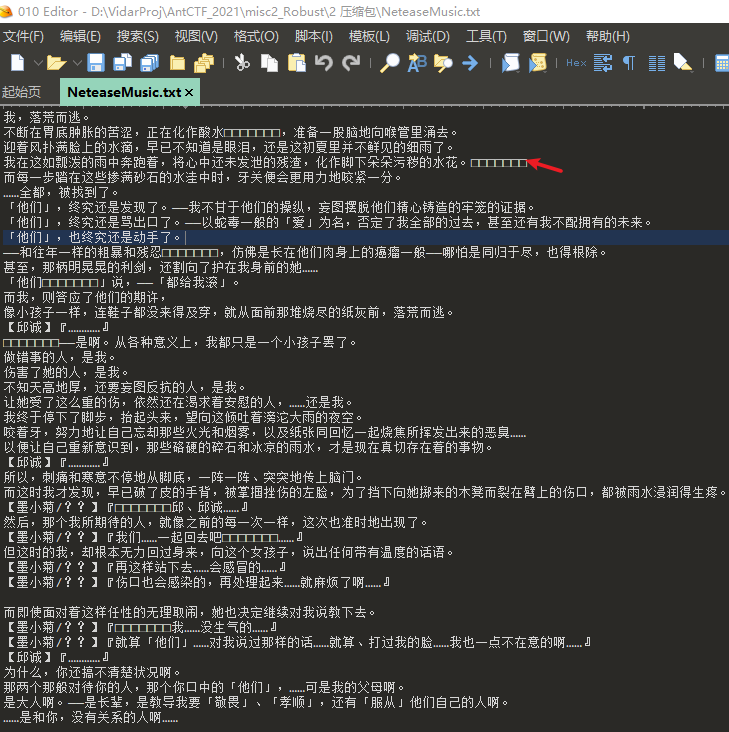 010 Editor - D:\VidarProj\AntCTF_2021\misc2_Robust\2 压缩包\NeteaseMusic.txt
文件(F) 编辑(E) 搜索(S) 视图(V) 格式(O) 脚本(I) 模板(L) 调试(D) 工具(T) 窗口(W) 帮助(H)
Hex
起始页 NeteaseMusic.txt ×
我，落荒而逃。
不断在胃底肿胀的苦涩，正在化作酸水□□□□□□□，准备一股脑地向喉管里涌去。
迎着风扑满脸上的水滴，早已不知道是眼泪，还是这初夏里并不鲜见的细雨了。
我在这如瓢泼的雨中奔跑着，将心中还未发泄的残渣，化作脚下朵朵污秽的水花。□□□□□□□
而每一步踏在这些掺满砂石的水洼中时，牙关便会更用力地咬紧一分。
……全都，被找到了。
「他们」，终究还是发现了。——我不甘于他们的操纵，妄图摆脱他们精心铸造的牢笼的证据。
「他们」，终究还是骂出口了。——以蛇毒一般的「爱」为名，否定了我全部的过去，甚至还有我不配拥有的未来。
「他们」，也终究还是动手了。
——和往年一样的粗暴和残忍□□□□□□□，仿佛是长在他们肉身上的瘙瘤一般——哪怕是同归于尽，也得根除。
甚至，那柄明晃晃的利剑，还割向了护在我身前的她……
「他们□□□□□□□」说，——「都给我滚」。
而我，则答应了他们的期许，
像小孩子一样，连鞋子都没来得及穿，就从面前那堆烧尽的纸灰前，落荒而逃。
【邱诚】『…………』
□□□□□□□——是啊。从各种意义上，我都只是一个小孩子罢了。
做错事的人，是我。
伤害了她的人，是我。
不知天高地厚，还要妄图反抗的人，是我。
让她受了这么重的伤，依然还在渴求着安慰的人，……还是我。
我终于停下了脚步，抬起头来，望向这倾吐着滂沱大雨的夜空。
咬着牙，努力地让自己忘却那些火光和烟雾，以及纸张同回忆一起烧焦所挥发出来的恶臭……
以便让自己重新意识到，那些硌硬的碎石和冰凉的雨水，才是现在真切存在着的事物。
【邱诚】『…………』
所以，刺痛和寒意不停地从脚底，一阵一阵、突突地传上脑门。
而这时我才发现，早已破了皮的手背，被掌掴挫伤的左脸，为了挡下向她掷来的木凳而裂在臂上的伤口，都被雨水浸润得生疼。
【墨小菊/？？】『□□□□□□□邱、邱诚……』
然后，那个我所期待的人，就像之前的每一次一样，这次也准时地出现了。
【墨小菊/？？】『我们……一起回去吧□□□□□□□……』
但这时的我，却根本无力回过身来，向这个女孩子，说出任何带有温度的话语。
【墨小菊/？？】『再这样站下去……会感冒的……』
【墨小菊/？？】『伤口也会感染的，再处理起来……就麻烦了啊……』
而即使面对着这样任性的无理取闹，她也决定继续对我说教下去。
【墨小菊/？？】『□□□□□□□我……没生气的……』
【墨小菊/？？】『就算「他们」……对我说过那样的话……就算、打过我的脸……我也一点不在意的啊……』
【邱诚】『…………』
为什么，你还搞不清楚状况啊。
那两个那般对待你的人，那个你口中的「他们」，……可是我的父母啊。
是大人啊。——是长辈，是教导我要「敬畏」、「孝顺」，还有「服从」他们自己的人啊。
……是和你，没有关系的人啊……